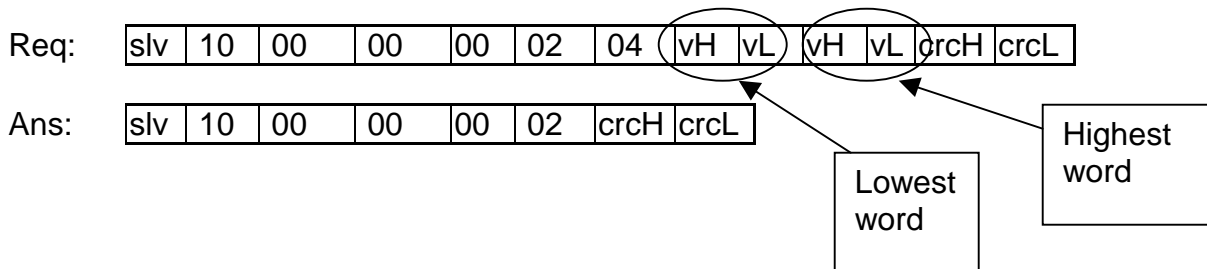 Req: slv 10 00 00 00 02 04 vH vL vH vL crcH crcL
Ans: slv 10 00 00 00 02 crcH crcL
Highest
word
Lowest
word